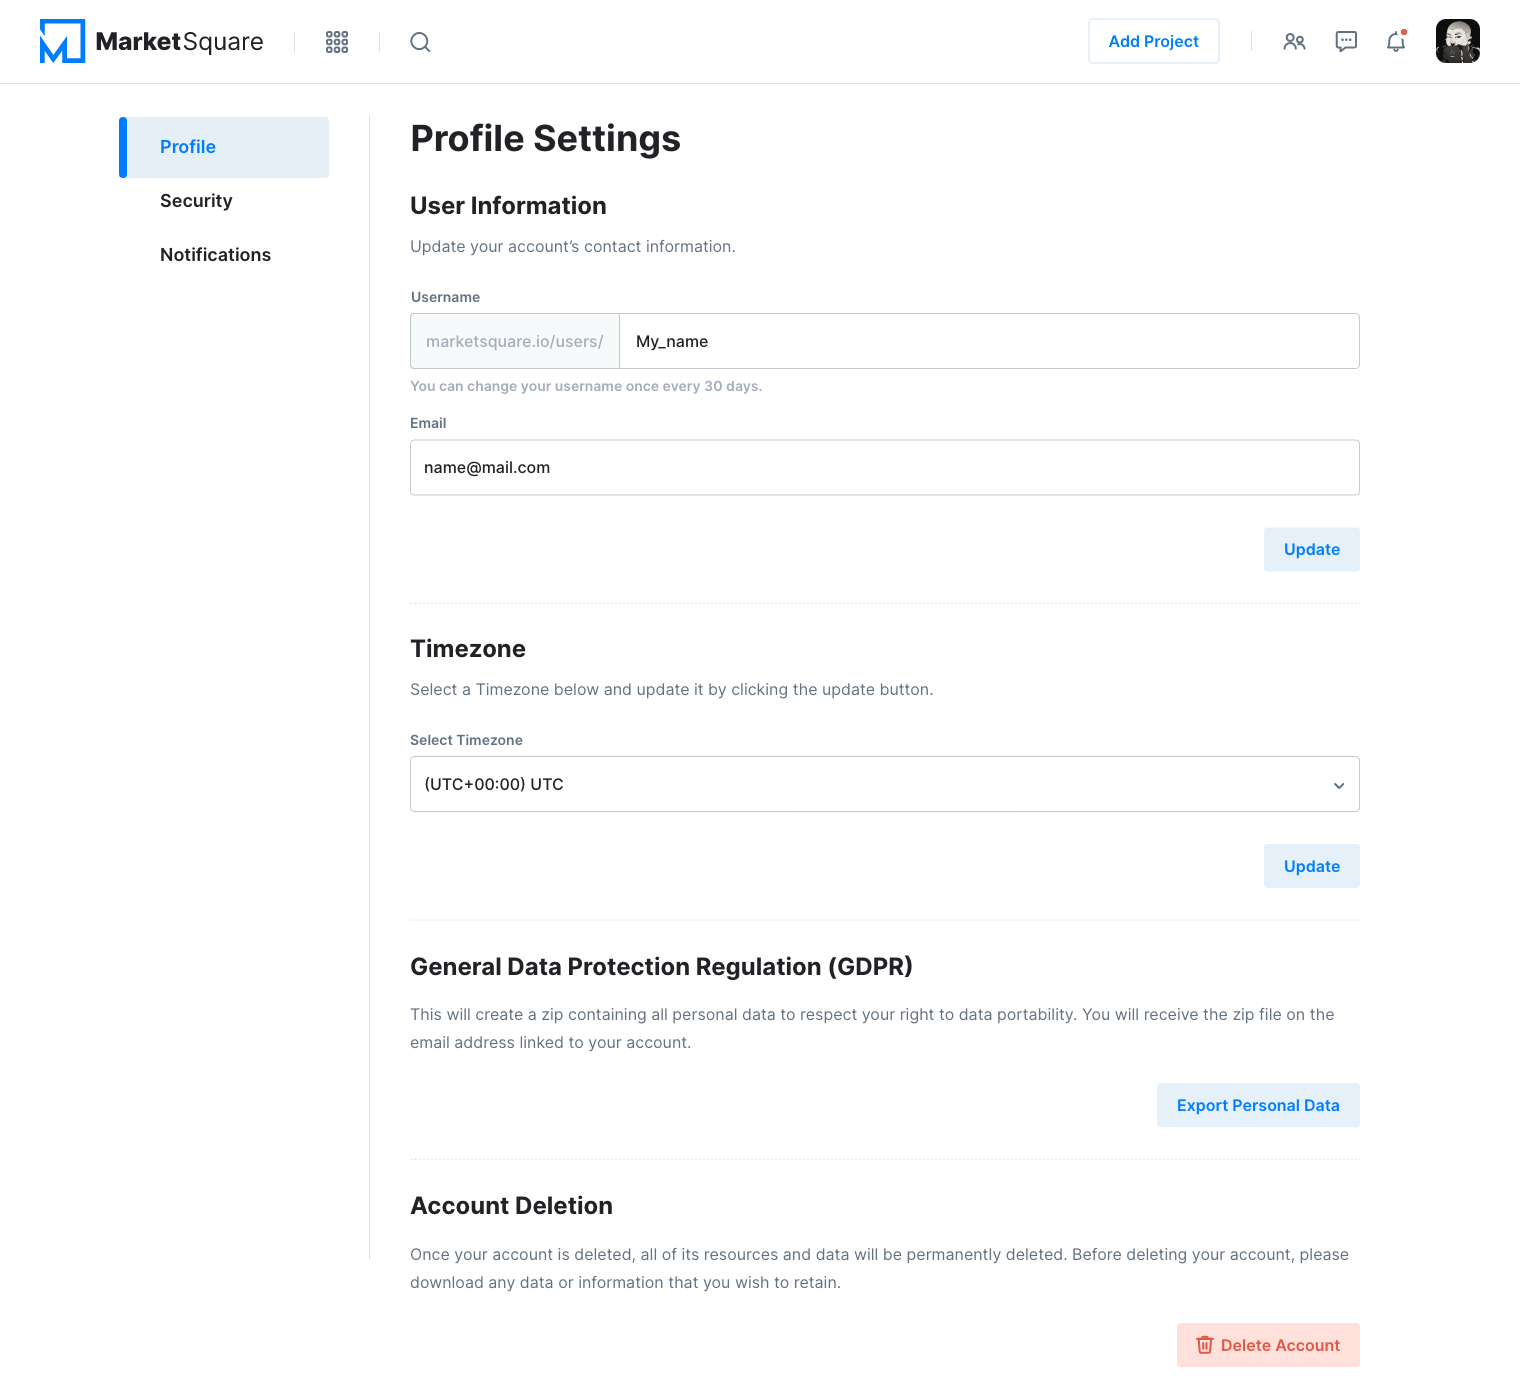 MarketSquare
Add Project
Profile
Security
Notifications
Profile Settings
User Information
Update your account’s contact information.
Username
marketsquare.io/users/ My_name
You can change your username once every 30 days.
Email
name@mail.com
Update
Timezone
Select a Timezone below and update it by clicking the update button.
Select Timezone
(UTC+00:00) UTC
Update
General Data Protection Regulation (GDPR)
This will create a zip containing all personal data to respect your right to data portability. You will receive the zip file on the
email address linked to your account.
Export Personal Data
Account Deletion
Once your account is deleted, all of its resources and data will be permanently deleted. Before deleting your account, please
download any data or information that you wish to retain.
Delete Account